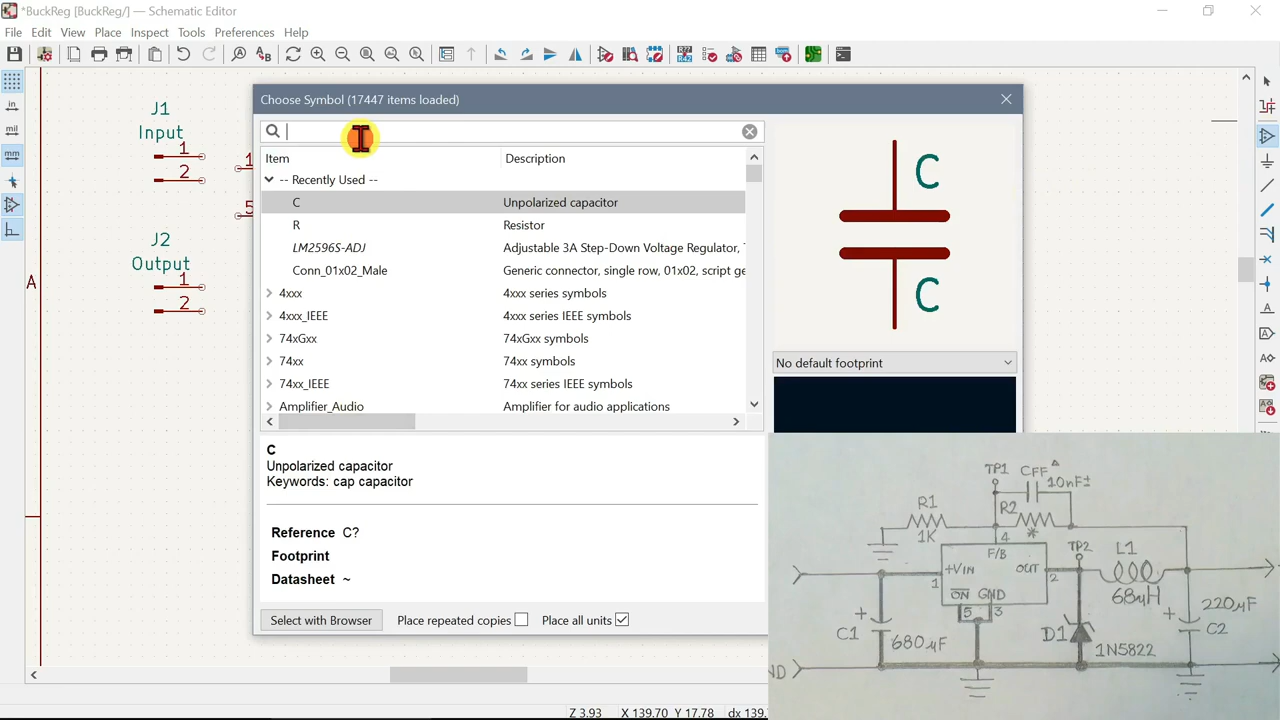 *BuckReg [BuckReg/] — Schematic Editor
File Edit View Place Inspect Tools Preferences Help
Choose Symbol (17447 items loaded)
Item Description
-- Recently Used --
C Unpolarized capacitor
R Resistor
LM2596S-ADJ Adjustable 3A Step-Down Voltage Regulator,
Conn_01x02_Male Generic connector, single row, 01x02, script ge
4xxx 4xxx series symbols
4xxx_IEEE 4xxx series IEEE symbols
74xGxx 74xGxx symbols
74xx 74xx symbols
74xx_IEEE 74xx series IEEE symbols
Amplifier_Audio Amplifier for audio applications
C
Unpolarized capacitor
Keywords: cap capacitor
Reference C?
Footprint
Datasheet ~
Select with Browser Place repeated copies Place all units
C
C
No default footprint
in
mil
mm
J1
Input
1
2
1
5
J2
Output
1
2
A
TP1 CFF △
10nF±
R1 R2
1K *
4
F/B
+VIN OUT
1 2
ON GND
5 3
TP2 L1
68uH
+
C1 680uF
D1 1N5822
+ 220uF
C2
ND
Z 3.93 X 139.70 Y 17.78 dx 139.